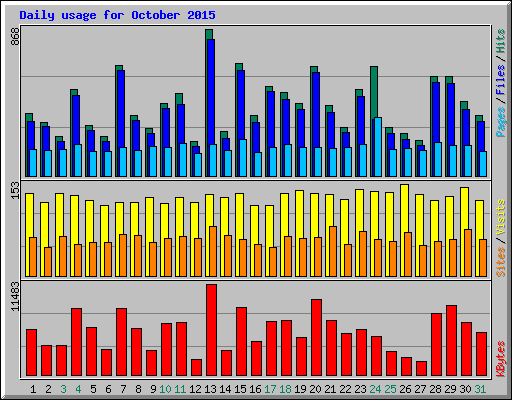 Daily usage for October 2015
868
Pages / Files / Hits
153
Sites / Visits
11483
KBytes
1 2 3 4 5 6 7 8 9 10 11 12 13 14 15 16 17 18 19 20 21 22 23 24 25 26 27 28 29 30 31